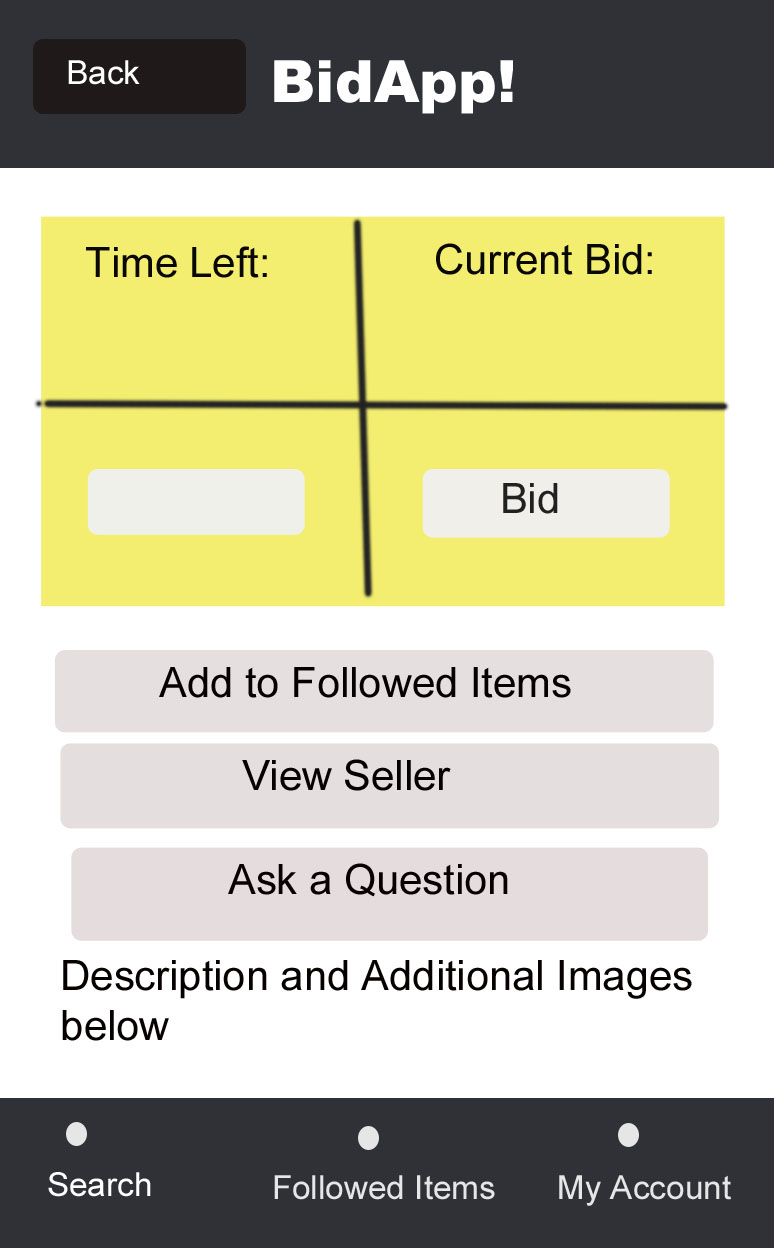 Back
BidApp!
Time Left:
Current Bid:
Bid
Add to Followed Items
View Seller
Ask a Question
Description and Additional Images
below
Search
Followed Items
My Account